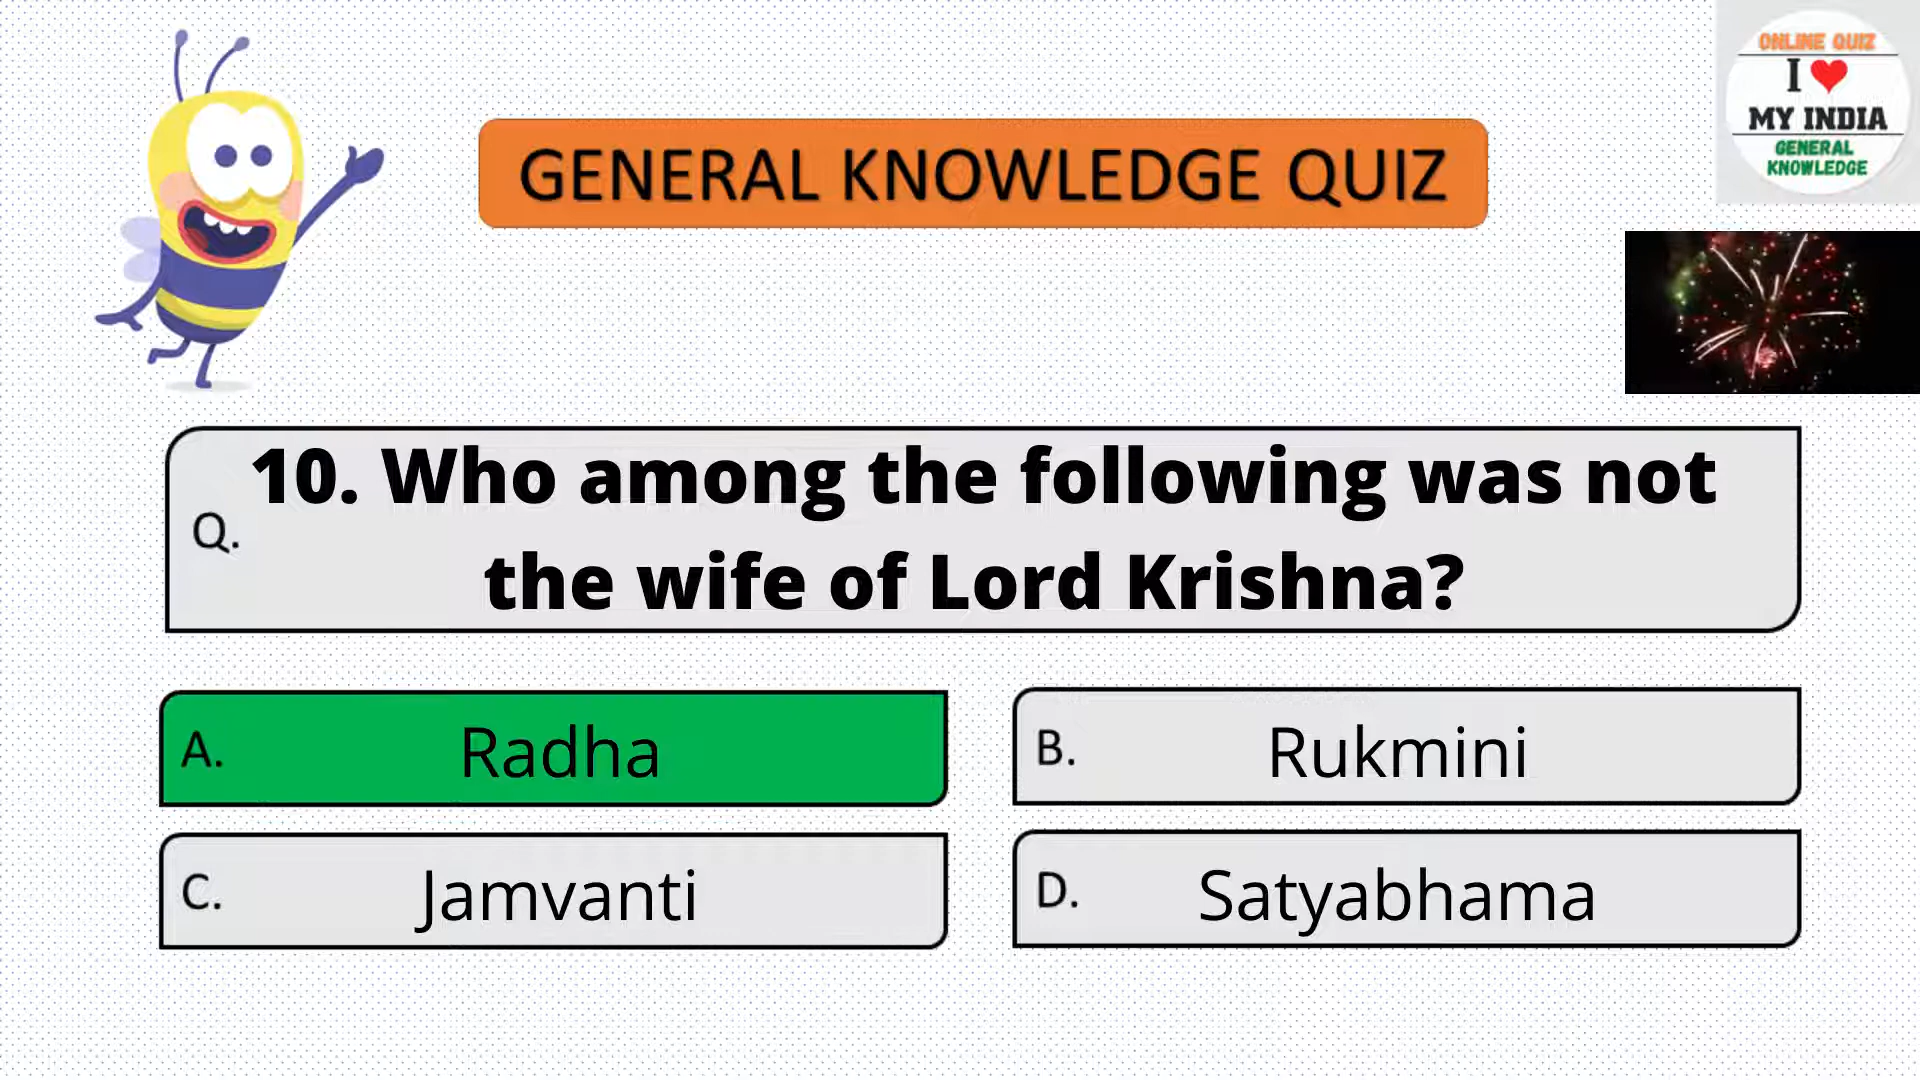 ONLINE QUIZ
I ❤
MY INDIA
GENERAL
KNOWLEDGE
GENERAL KNOWLEDGE QUIZ
Q. 10. Who among the following was not
the wife of Lord Krishna?
A. Radha
B. Rukmini
C. Jamvanti
D. Satyabhama